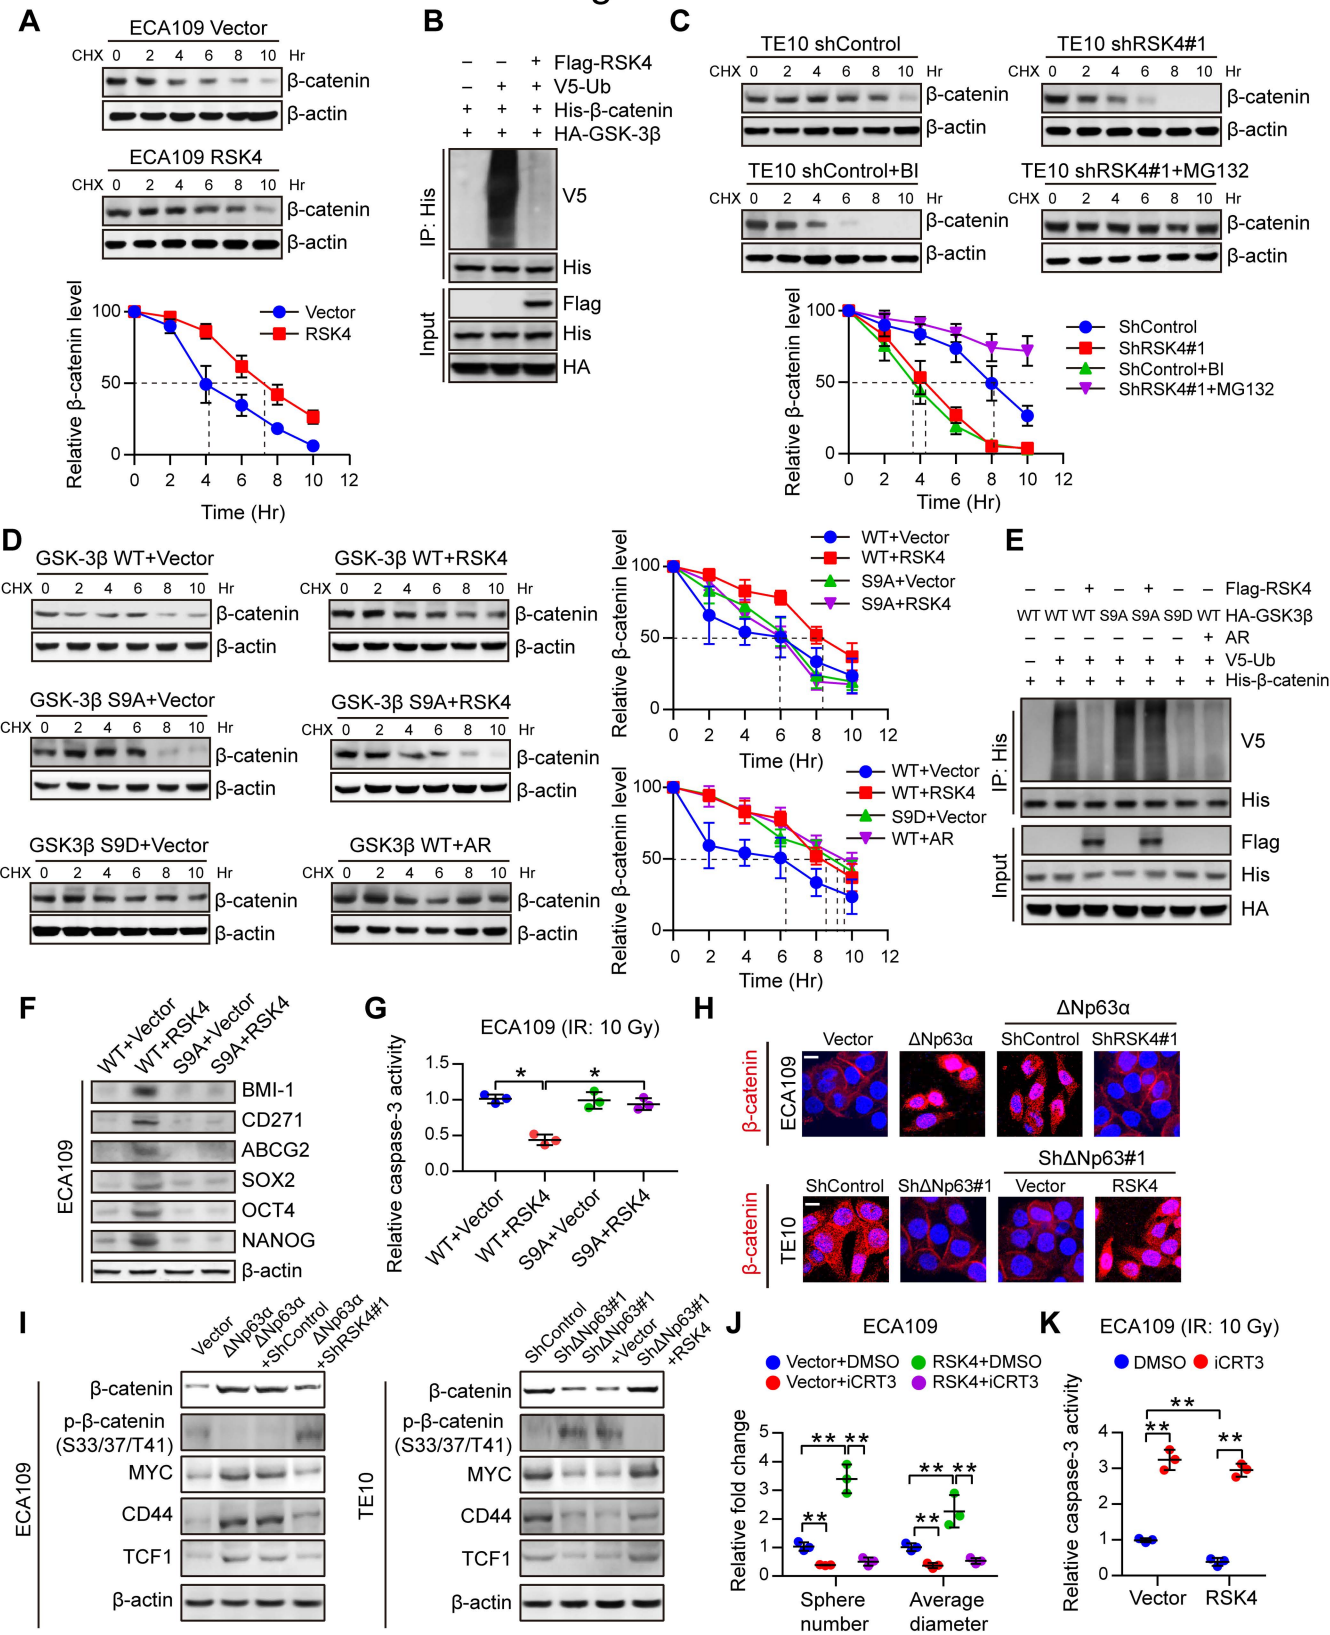 A
ECA109 Vector
CHX 0 2 4 6 8 10 Hr
β-catenin
β-actin
ECA109 RSK4
CHX 0 2 4 6 8 10 Hr
β-catenin
β-actin
Relative β-catenin level
100
50
0
0 2 4 6 8 10 12
Time (Hr)
Vector
RSK4
B
– – + Flag-RSK4
– + + V5-Ub
+ + + His-β-catenin
+ + + HA-GSK-3β
IP: His
V5
His
Input
Flag
His
HA
C
TE10 shControl
CHX 0 2 4 6 8 10 Hr
β-catenin
β-actin
TE10 shRSK4#1
CHX 0 2 4 6 8 10 Hr
β-catenin
β-actin
TE10 shControl+BI
CHX 0 2 4 6 8 10 Hr
β-catenin
β-actin
TE10 shRSK4#1+MG132
CHX 0 2 4 6 8 10 Hr
β-catenin
β-actin
Relative β-catenin level
100
50
0
0 2 4 6 8 10 12
Time (Hr)
ShControl
ShRSK4#1
ShControl+BI
ShRSK4#1+MG132
D
GSK-3β WT+Vector
CHX 0 2 4 6 8 10 Hr
β-catenin
β-actin
GSK-3β WT+RSK4
CHX 0 2 4 6 8 10 Hr
β-catenin
β-actin
GSK-3β S9A+Vector
CHX 0 2 4 6 8 10 Hr
β-catenin
β-actin
GSK-3β S9A+RSK4
CHX 0 2 4 6 8 10 Hr
β-catenin
β-actin
GSK3β S9D+Vector
CHX 0 2 4 6 8 10 Hr
β-catenin
β-actin
GSK3β WT+AR
CHX 0 2 4 6 8 10 Hr
β-catenin
β-actin
Relative β-catenin level
100
50
0
0 2 4 6 8 10 12
Time (Hr)
WT+Vector
WT+RSK4
S9A+Vector
S9A+RSK4
Relative β-catenin level
100
50
0
0 2 4 6 8 10 12
Time (Hr)
WT+Vector
WT+RSK4
S9D+Vector
WT+AR
E
– – + – + – – Flag-RSK4
WT WT WT S9A S9A S9D WT HA-GSK3β
+ AR
– + + + + + + V5-Ub
+ + + + + + + His-β-catenin
IP: His
V5
His
Input
Flag
His
HA
F
WT+Vector
WT+RSK4
S9A+Vector
S9A+RSK4
ECA109
BMI-1
CD271
ABCG2
SOX2
OCT4
NANOG
β-actin
G
ECA109 (IR: 10 Gy)
Relative caspase-3 activity
1.5
1.0
0.5
0.0
* *
WT+Vector
WT+RSK4
S9A+Vector
S9A+RSK4
H
ΔNp63α
Vector ΔNp63α ShControl ShRSK4#1
β-catenin
ECA109
ShΔNp63#1
ShControl ShΔNp63#1 Vector RSK4
β-catenin
TE10
I
Vector
ΔNp63α
ΔNp63α
+ShControl
ΔNp63α
+ShRSK4#1
ECA109
β-catenin
p-β-catenin
(S33/37/T41)
MYC
CD44
TCF1
β-actin
ShControl
ShΔNp63#1
ShΔNp63#1
+Vector
ShΔNp63#1
+RSK4
TE10
β-catenin
p-β-catenin
(S33/37/T41)
MYC
CD44
TCF1
β-actin
J
ECA109
Vector+DMSO RSK4+DMSO
Vector+iCRT3 RSK4+iCRT3
Relative fold change
5
4
3
2
1
0
** ** **
** ** **
Sphere
number
Average
diameter
K
ECA109 (IR: 10 Gy)
DMSO iCRT3
Relative caspase-3 activity
4
3
2
1
0
**
** **
Vector RSK4